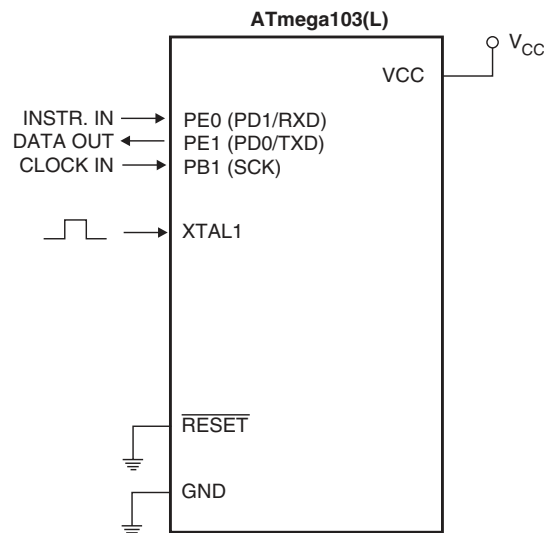 ATmega103(L)
VCC
VCC
INSTR. IN PE0 (PD1/RXD)
DATA OUT PE1 (PD0/TXD)
CLOCK IN PB1 (SCK)
XTAL1
RESET
GND